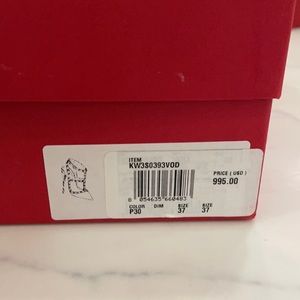 ITEM
KW3S0393VOD
PRICE ( USD )
995.00
8 054635 660483
COLOR DIM SIZE SIZE
P30 37 37